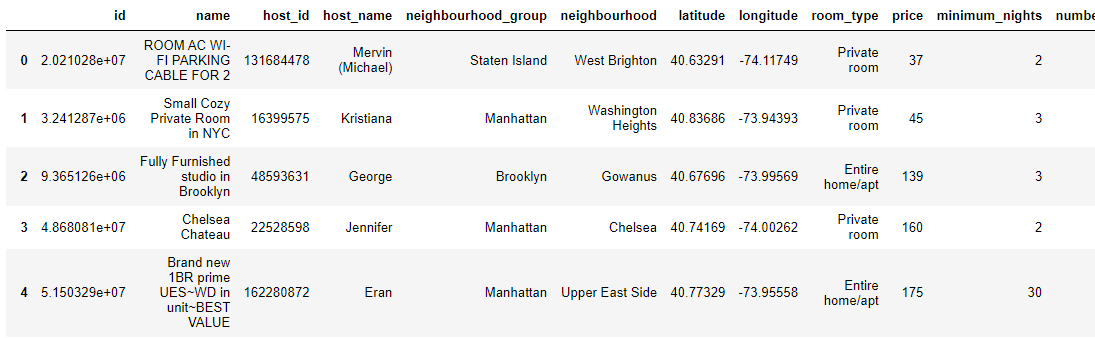 id name host_id host_name neighbourhood_group neighbourhood latitude longitude room_type price minimum_nights numbe
ROOM AC WI-
0 2.021028e+07 FI PARKING 131684478 Mervin (Michael) Staten Island West Brighton 40.63291 -74.11749 Private room 37 2
CABLE FOR 2
Small Cozy
1 3.241287e+06 Private Room 16399575 Kristiana Manhattan Washington Heights 40.83686 -73.94393 Private room 45 3
in NYC
Fully Furnished
2 9.365126e+06 studio in 48593631 George Brooklyn Gowanus 40.67696 -73.99569 Entire home/apt 139 3
Brooklyn
3 4.868081e+07 Chelsea Chateau 22528598 Jennifer Manhattan Chelsea 40.74169 -74.00262 Private room 160 2
Brand new
1BR prime
4 5.150329e+07 UES~WD in 162280872 Eran Manhattan Upper East Side 40.77329 -73.95558 Entire home/apt 175 30
unit~BEST
VALUE